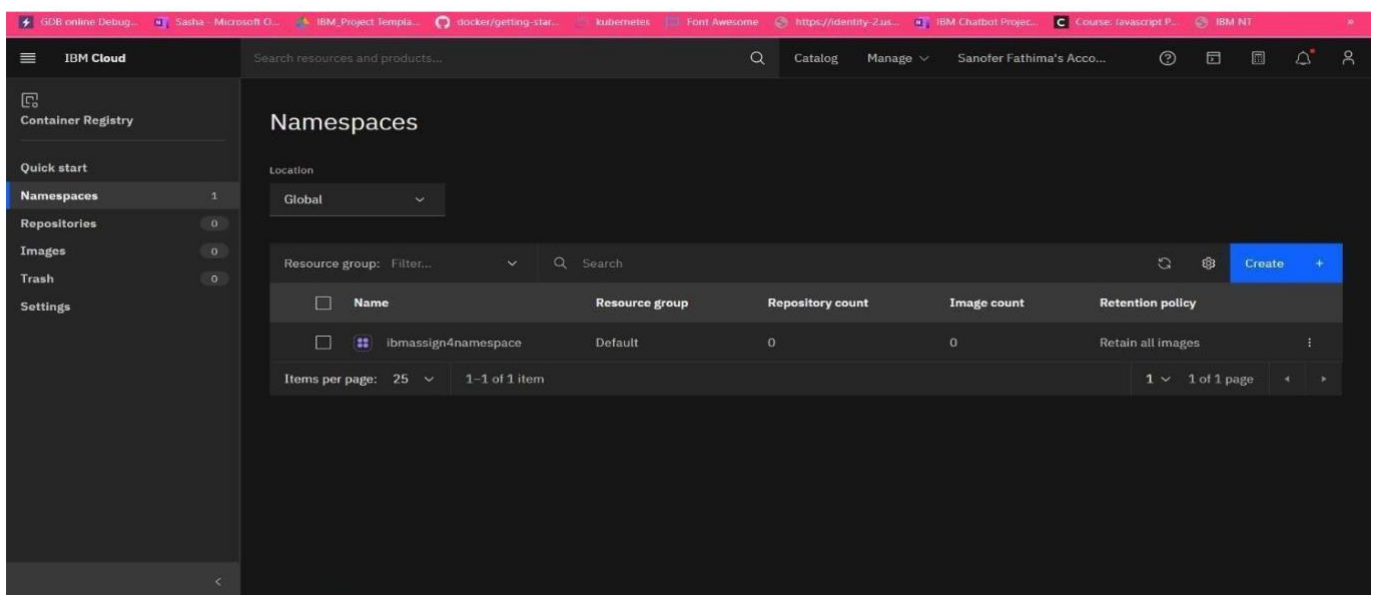 GDB online Debug... Sasha - Microsoft O... IBM_Project Templa... docker/getting-star... kubernetes Font Awesome https://identity-2.us... IBM Chatbot Projec... Course: Javascript P... IBM NT »
IBM Cloud Search resources and products... Catalog Manage Sanofer Fathima's Acco...
Container Registry
Namespaces
Quick start
Location
Namespaces 1
Global
Repositories 0
Images 0
Resource group: Filter... Search Create +
Trash 0
Settings
Name Resource group Repository count Image count Retention policy
ibmassign4namespace Default 0 0 Retain all images
Items per page: 25 1–1 of 1 item 1 1 of 1 page